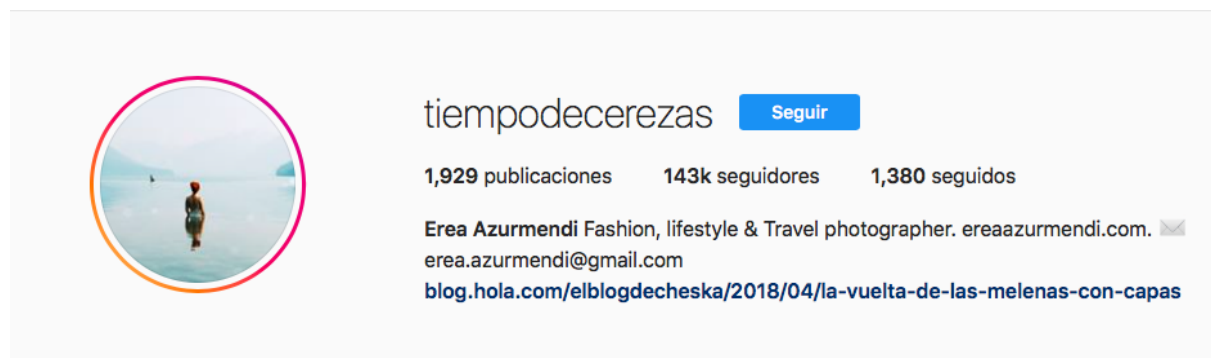 tiempodecerezas Seguir
1,929 publicaciones 143k seguidores 1,380 seguidos
Erea Azurmendi Fashion, lifestyle & Travel photographer. ereaazurmendi.com. ✉
erea.azurmendi@gmail.com
blog.hola.com/elblogdecheska/2018/04/la-vuelta-de-las-melenas-con-capas